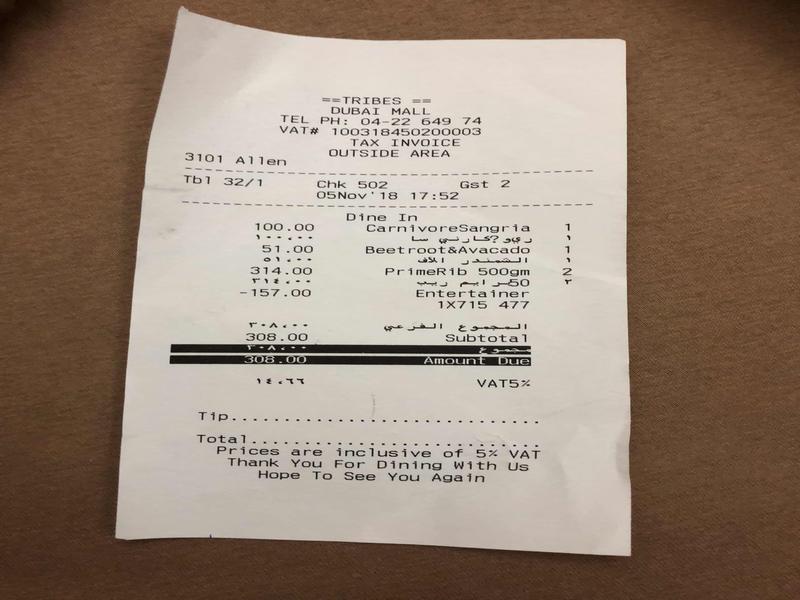 ==TRIBES ==
DUBAI MALL
TEL PH: 04-22 649 74
VAT# 100318450200003
TAX INVOICE
OUTSIDE AREA
3101 Allen
Tbl 32/1 Chk 502 Gst 2
05Nov'18 17:52
Dine In
100.00 CarnivoreSangria 1
١٠٠.٠٠ ريو?كارني سا ١
51.00 Beetroot&Avacado 1
٥١.٠٠ الشمندر الاف ١
314.00 PrimeRib 500gm 2
٣١٤.٠٠ 50برايم ريب ٢
-157.00 Entertainer
1X715 477
٣٠٨.٠٠ المجموع الفرعي
308.00 Subtotal
٣٠٨.٠٠ مجموع
308.00 Amount Due
١٤.٦٦ VAT5%
Tip................................
Total..............................
Prices are inclusive of 5% VAT
Thank You For Dining With Us
Hope To See You Again